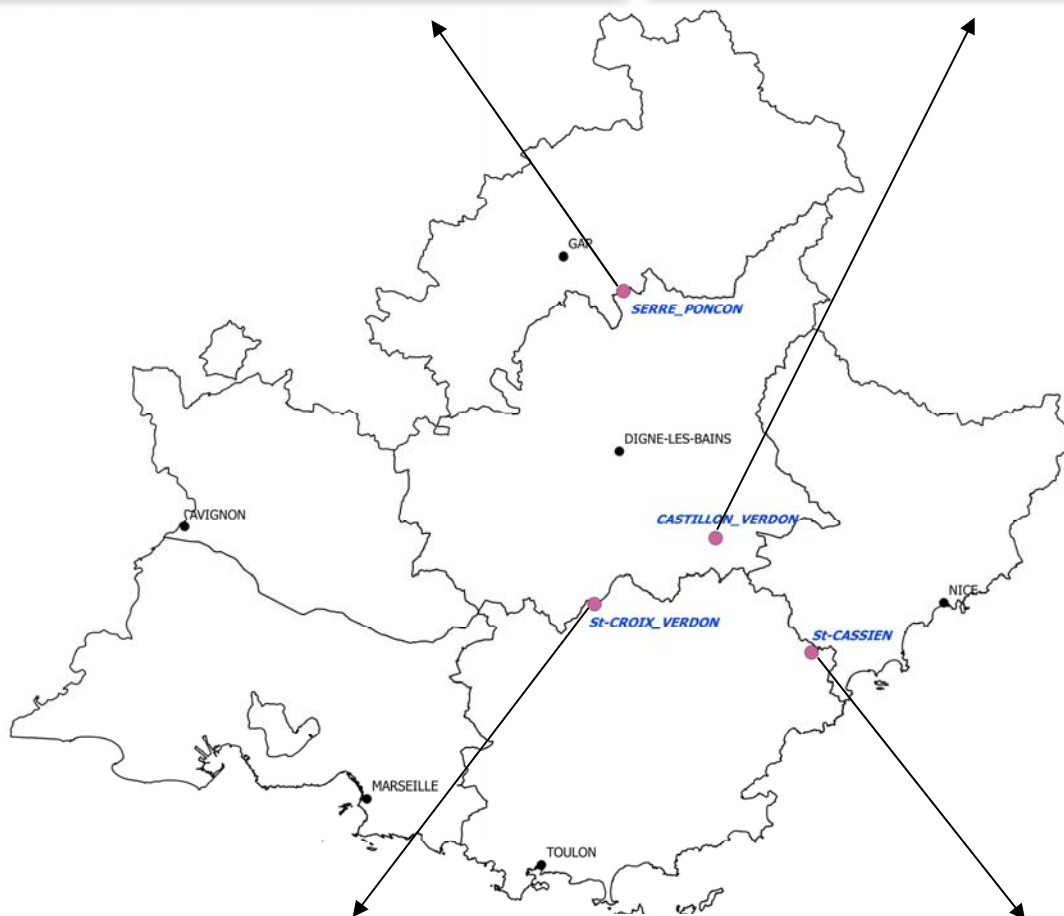 GAP
SERRE_PONCON
DIGNE-LES-BAINS
AVIGNON
CASTILLON_VERDON
NICE
St-CROIX_VERDON
St-CASSIEN
MARSEILLE
TOULON